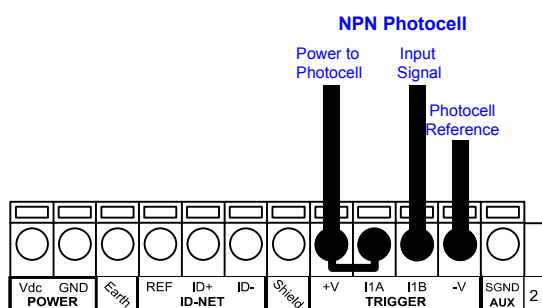 NPN Photocell
Power to Photocell
Input Signal
Photocell Reference
Vdc GND Earth REF ID+ ID- Shield +V I1A I1B -V SGND 2
POWER ID-NET TRIGGER AUX